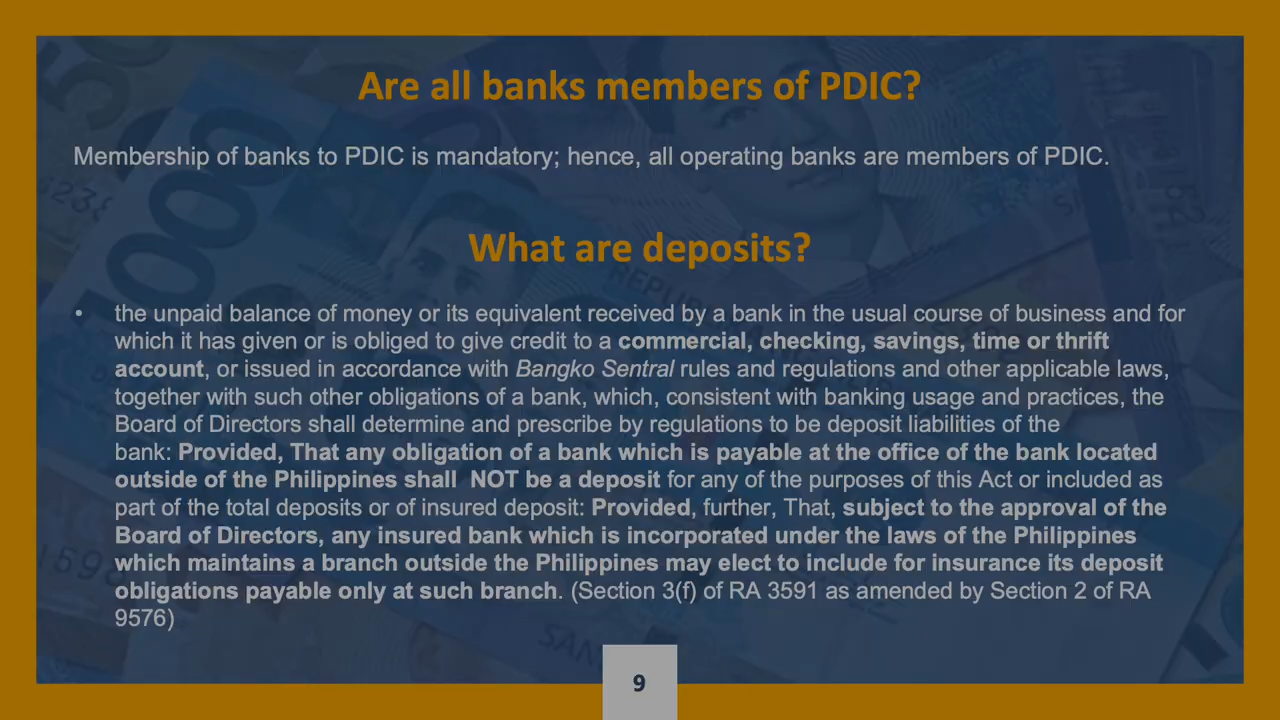 Are all banks members of PDIC?
Membership of banks to PDIC is mandatory; hence, all operating banks are members of PDIC.
What are deposits?
• the unpaid balance of money or its equivalent received by a bank in the usual course of business and for
which it has given or is obliged to give credit to a commercial, checking, savings, time or thrift
account, or issued in accordance with Bangko Sentral rules and regulations and other applicable laws,
together with such other obligations of a bank, which, consistent with banking usage and practices, the
Board of Directors shall determine and prescribe by regulations to be deposit liabilities of the
bank: Provided, That any obligation of a bank which is payable at the office of the bank located
outside of the Philippines shall NOT be a deposit for any of the purposes of this Act or included as
part of the total deposits or of insured deposit: Provided, further, That, subject to the approval of the
Board of Directors, any insured bank which is incorporated under the laws of the Philippines
which maintains a branch outside the Philippines may elect to include for insurance its deposit
obligations payable only at such branch. (Section 3(f) of RA 3591 as amended by Section 2 of RA
9576)
9